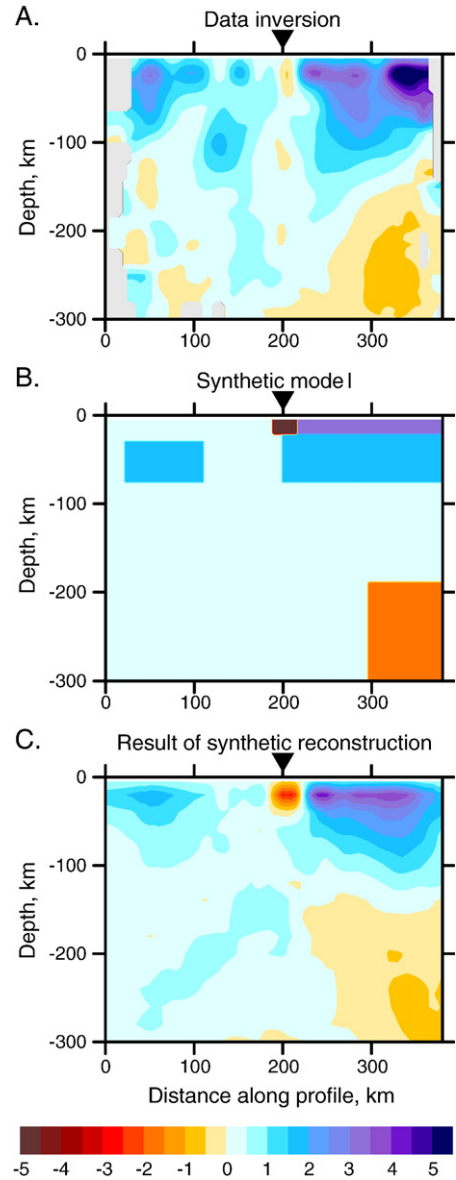 A.
Data inversion
0
-100
-200
-300
Depth, km
0 100 200 300
B.
Synthetic model
0
-100
-200
-300
Depth, km
0 100 200 300
C.
Result of synthetic reconstruction
0
-100
-200
-300
Depth, km
0 100 200 300
Distance along profile, km
-5 -4 -3 -2 -1 0 1 2 3 4 5